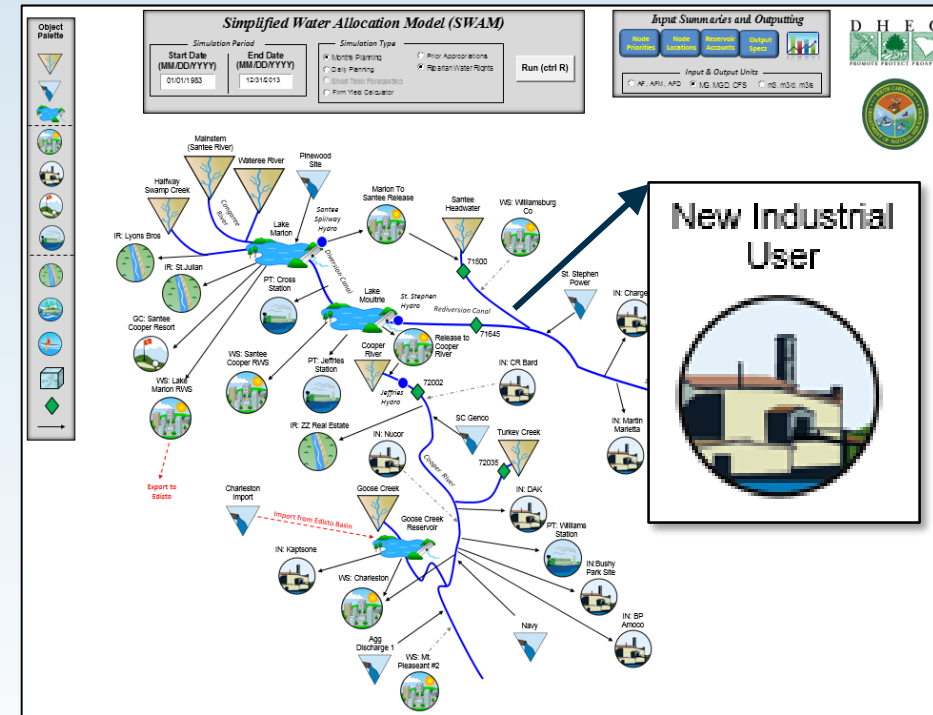 Object
Palette
Simplified Water Allocation Model (SWAM)
Simulation Period
Start Date
(MM/DD/YYYY)
End Date
(MM/DD/YYYY)
01/01/1983
12/31/2013
Simulation Type
Monthly Planning
Daily Planning
Short Term Forecasting
Firm Yield Calculator
Prior Appropriations
Riparian Water Rights
Run (ctrl R)
Input Summaries and Outputting
Node
Priorities
Node
Locations
Reservoir
Accounts
Output
Specs
Input & Output Units
AF, AFM, AFD
MG, MGD, CFS
m3, m3/d, m3/s
D H E C
PROMOTE PROTECT PROSP
Mainstem
(Santee River)
Wateree River
Pinewood
Site
Halfway
Swamp Creek
Congaree
River
Lake
Marion
Santee
Spillway
Hydro
Marion To
Santee Release
Santee
Headwater
WS: Williamsburg
Co
71500
New Industrial
User
IR: Lyons Bros
IR: St.Julian
PT: Cross
Station
Diversion Canal
Lake
Moultrie
St. Stephen
Hydro
Rediversion Canal
71645
St. Stephen
Power
IN: Charge
GC: Santee
Cooper Resort
WS: Santee
Cooper RWS
PT: Jefferies
Station
Cooper
River
Release to
Cooper
River
IN: CR Bard
WS: Lake
Marion RWS
Jeffries
Hydro
72002
IN: Martin
Marietta
IR: ZZ Real Estate
SC Genco
Turkey Creek
IN: Nucor
Cooper River
72035
Export to
Edisto
Charleston
Import
Import from Edisto Basin
Goose Creek
Goose Creek
Reservoir
IN: DAK
PT: Williams
Station
IN: Kapstone
IN:Bushy
Park Site
WS: Charleston
IN: BP
Amoco
Navy
Agg
Discharge 1
WS: Mt.
Pleasant #2